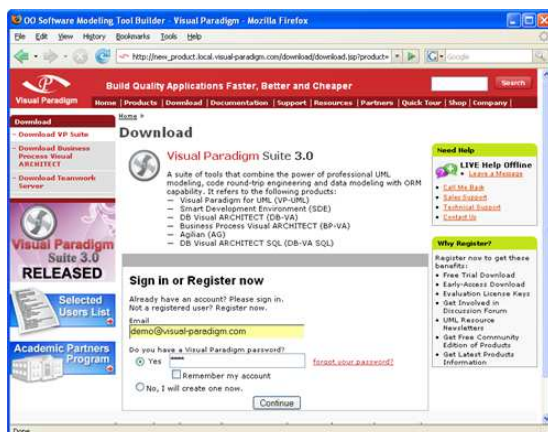 OO Software Modeling Tool Builder - Visual Paradigm - Mozilla Firefox
File Edit View History Bookmarks Tools Help
http://new_product.local.visual-paradigm.com/download/download.jsp?product=
Google
Visual Paradigm
Build Quality Applications Faster, Better and Cheaper
Search
Home | Products | Download | Documentation | Support | Resources | Partners | Quick Tour | Shop | Company |
Download
Download VP Suite
Download Business Process Visual ARCHITECT
Download Teamwork Server
Visual Paradigm
Suite 3.0
RELEASED
Selected
Users List
Academic Partners
Program
Home »
Download
Visual Paradigm Suite 3.0
A suite of tools that combine the power of professional UML
modeling, code round-trip engineering and data modeling with ORM
capability. It refers to the following products:
— Visual Paradigm for UML (VP-UML)
— Smart Development Environment (SDE)
— DB Visual ARCHITECT (DB-VA)
— Business Process Visual ARCHITECT (BP-VA)
— Agilian (AG)
— DB Visual ARCHITECT SQL (DB-VA SQL)
Sign in or Register now
Already have an account? Please sign in.
Not a registered user? Register now.
Email
demo@visual-paradigm.com
Do you have a Visual Paradigm password?
Yes **** forgot your password?
Remember my account
No, I will create one now.
Continue
Need Help
LIVE Help Offline
Leave a Message
Call Me Back
Sales Support
Technical Support
Contact Us
Why Register?
Register now to get these
benefits:
Free Trial Download
Early-Access Download
Evaluation License Keys
Get Involved in
Discussion Forum
UML Resource
Newsletters
Get Free Community
Edition of Products
Get Latest Products
Information
Done